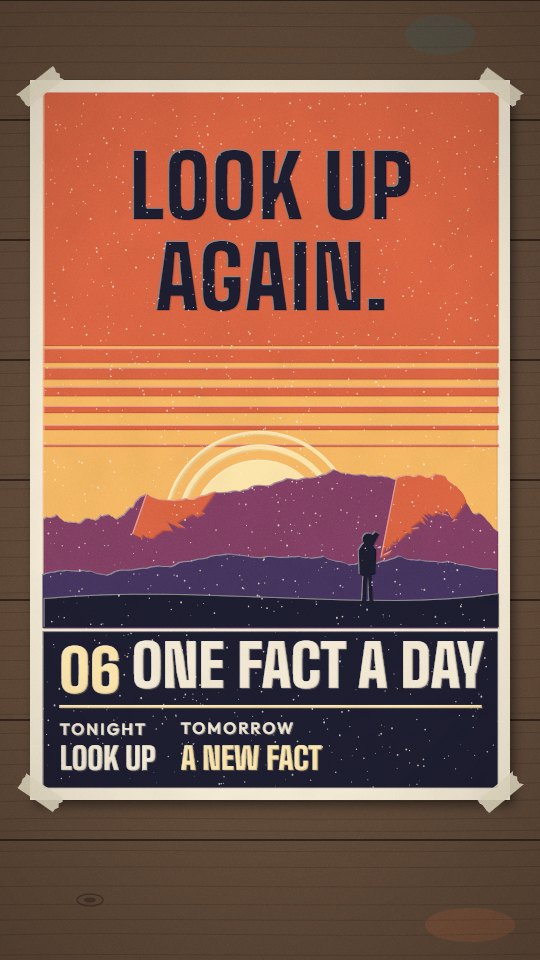 LOOK UP
AGAIN.
06 ONE FACT A DAY
TONIGHT TOMORROW
LOOK UP A NEW FACT